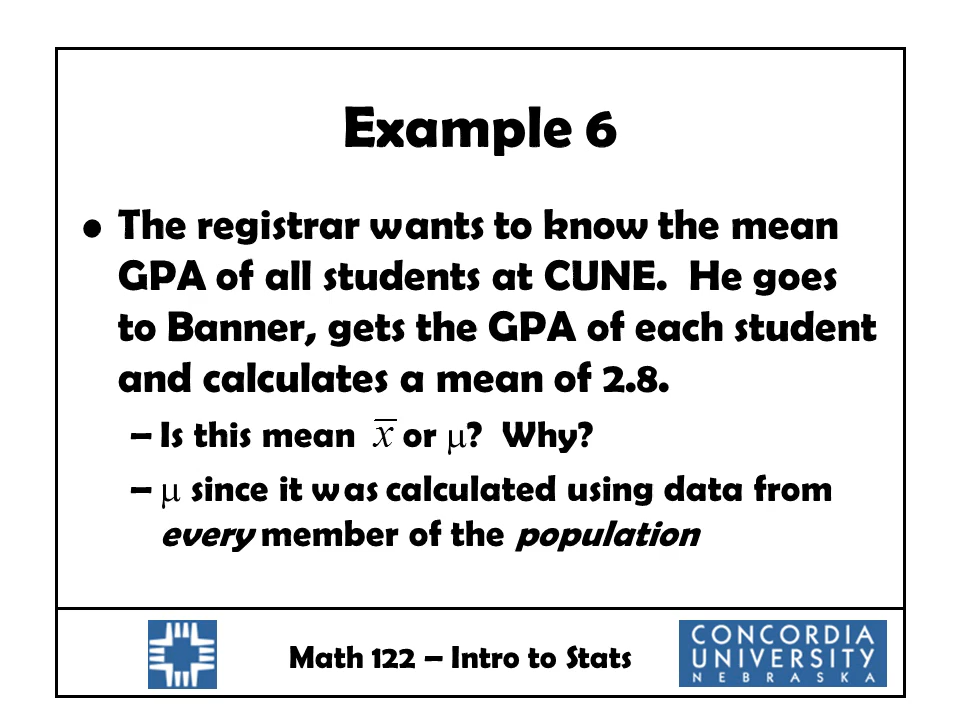 Example 6
• The registrar wants to know the mean
GPA of all students at CUNE. He goes
to Banner, gets the GPA of each student
and calculates a mean of 2.8.
– Is this mean x̅ or μ? Why?
– μ since it was calculated using data from
every member of the population
Math 122 – Intro to Stats
CONCORDIA
UNIVERSITY
NEBRASKA